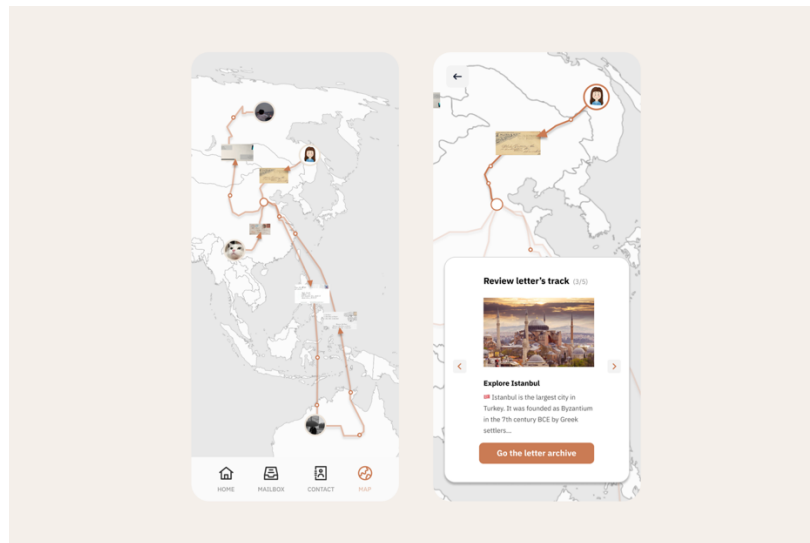 HOME
MAILBOX
CONTACT
MAP
Review letter's track (3/5)
Explore Istanbul
Istanbul is the largest city in
Turkey. It was founded as Byzantium
in the 7th century BCE by Greek
settlers...
Go the letter archive